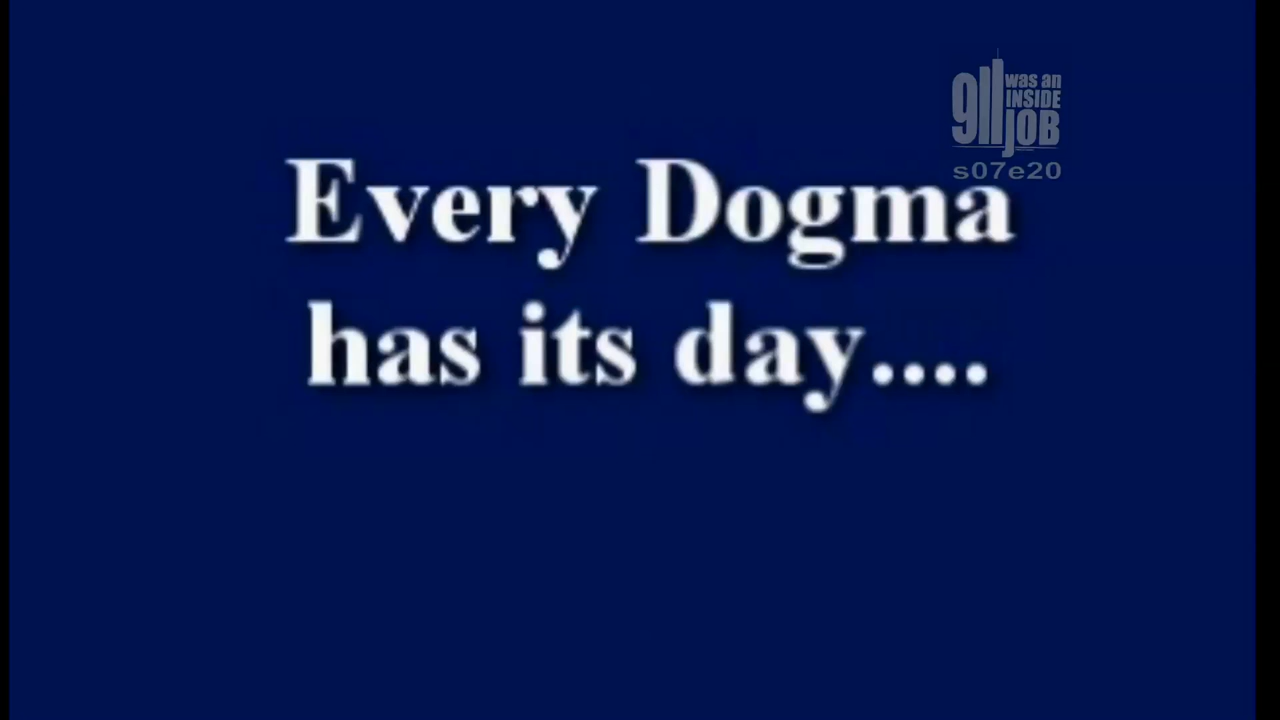 911 was an
INSIDE
JOB
s07e20
Every Dogma
has its day....